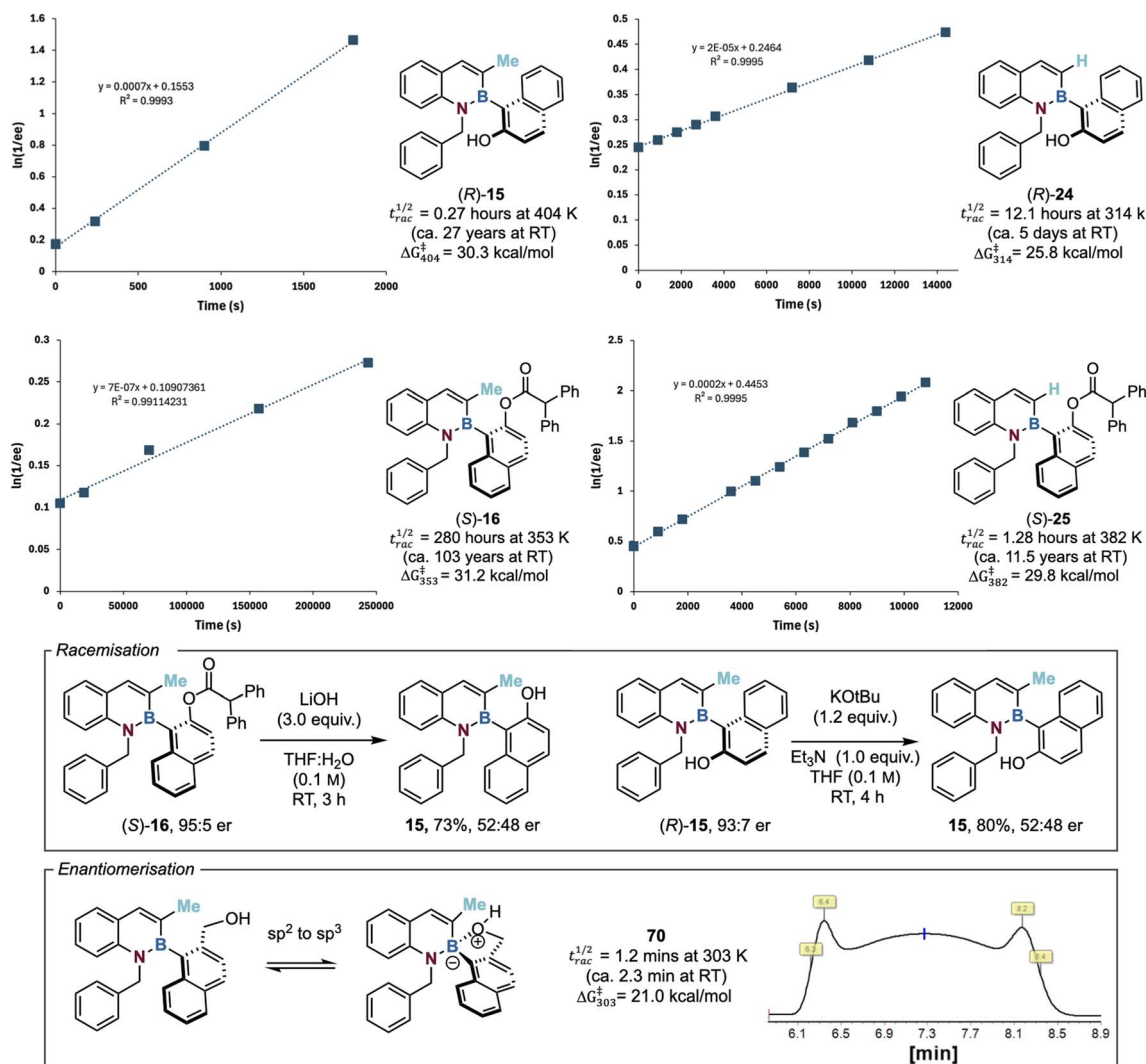 1.6
1.4
1.2
1
0.8
0.6
0.4
0.2
0
ln(1/ee)
y = 0.0007x + 0.1553
R² = 0.9993
0
500
1000
1500
2000
Time (s)
Me
B
N
HO
(R)-15
t 1/2 rac = 0.27 hours at 404 K
(ca. 27 years at RT)
ΔG‡404 = 30.3 kcal/mol
0.5
0.45
0.4
0.35
0.3
0.25
0.2
0.15
0.1
0.05
0
ln(1/ee)
y = 2E-05x + 0.2464
R² = 0.9995
0
2000
4000
6000
8000
10000
12000
14000
Time (s)
H
B
N
HO
(R)-24
t 1/2 rac = 12.1 hours at 314 k
(ca. 5 days at RT)
ΔG‡314 = 25.8 kcal/mol
0.3
0.25
0.2
0.15
0.1
0.05
0
ln(1/ee)
y = 7E-07x + 0.10907361
R² = 0.99114231
0
50000
100000
150000
200000
250000
Time (s)
O
Me
O
Ph
Ph
B
N
(S)-16
t 1/2 rac = 280 hours at 353 K
(ca. 103 years at RT)
ΔG‡353 = 31.2 kcal/mol
2.5
2
1.5
1
0.5
0
ln(1/ee)
y = 0.0002x + 0.4453
R² = 0.9995
0
2000
4000
6000
8000
10000
12000
Time (s)
O
H
O
Ph
Ph
B
N
(S)-25
t 1/2 rac = 1.28 hours at 382 K
(ca. 11.5 years at RT)
ΔG‡382 = 29.8 kcal/mol
Racemisation
O
Me
O
Ph
Ph
B
N
(S)-16, 95:5 er
LiOH
(3.0 equiv.)
THF:H₂O
(0.1 M)
RT, 3 h
Me
OH
B
N
15, 73%, 52:48 er
Me
B
N
HO
(R)-15, 93:7 er
KOtBu
(1.2 equiv.)
Et₃N (1.0 equiv.)
THF (0.1 M)
RT, 4 h
Me
B
N
HO
15, 80%, 52:48 er
Enantiomerisation
Me
OH
B
N
sp² to sp³
Me
H
O
+
B
−
N
70
t 1/2 rac = 1.2 mins at 303 K
(ca. 2.3 min at RT)
ΔG‡303 = 21.0 kcal/mol
6.4
6.3
8.2
8.4
6.1
6.5
6.9
7.3
7.7
8.1
8.5
8.9
[min]